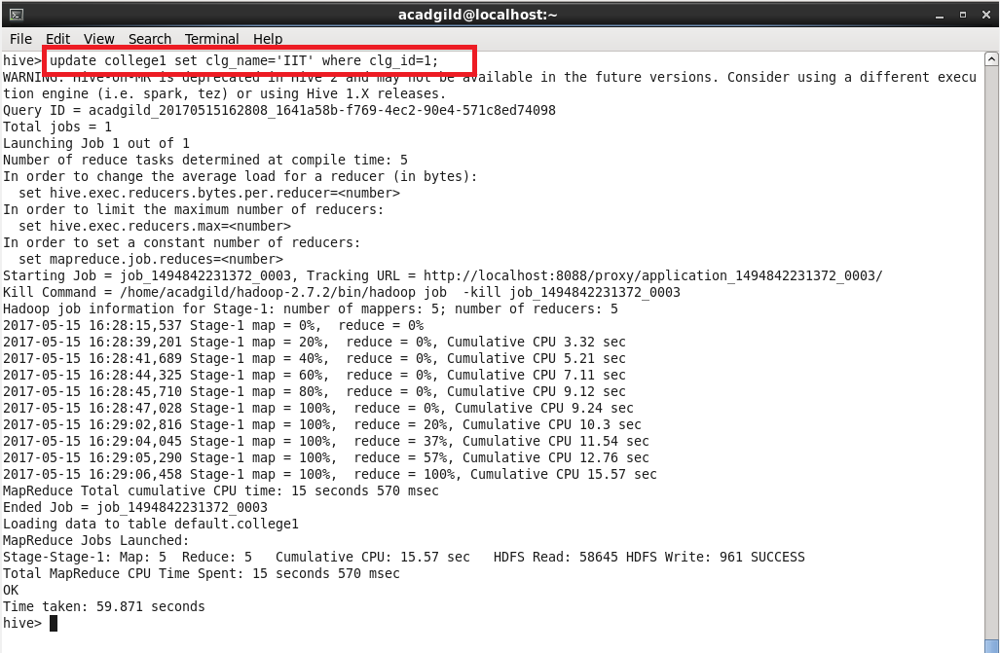 acadgild@localhost:~
File Edit View Search Terminal Help
hive> update college1 set clg_name='IIT' where clg_id=1;
WARNING: Hive-on-MR is deprecated in Hive 2 and may not be available in the future versions. Consider using a different execu
tion engine (i.e. spark, tez) or using Hive 1.X releases.
Query ID = acadgild_20170515162808_1641a58b-f769-4ec2-90e4-571c8ed74098
Total jobs = 1
Launching Job 1 out of 1
Number of reduce tasks determined at compile time: 5
In order to change the average load for a reducer (in bytes):
  set hive.exec.reducers.bytes.per.reducer=<number>
In order to limit the maximum number of reducers:
  set hive.exec.reducers.max=<number>
In order to set a constant number of reducers:
  set mapreduce.job.reduces=<number>
Starting Job = job_1494842231372_0003, Tracking URL = http://localhost:8088/proxy/application_1494842231372_0003/
Kill Command = /home/acadgild/hadoop-2.7.2/bin/hadoop job  -kill job_1494842231372_0003
Hadoop job information for Stage-1: number of mappers: 5; number of reducers: 5
2017-05-15 16:28:15,537 Stage-1 map = 0%,  reduce = 0%
2017-05-15 16:28:39,201 Stage-1 map = 20%,  reduce = 0%, Cumulative CPU 3.32 sec
2017-05-15 16:28:41,689 Stage-1 map = 40%,  reduce = 0%, Cumulative CPU 5.21 sec
2017-05-15 16:28:44,325 Stage-1 map = 60%,  reduce = 0%, Cumulative CPU 7.11 sec
2017-05-15 16:28:45,710 Stage-1 map = 80%,  reduce = 0%, Cumulative CPU 9.12 sec
2017-05-15 16:28:47,028 Stage-1 map = 100%,  reduce = 0%, Cumulative CPU 9.24 sec
2017-05-15 16:29:02,816 Stage-1 map = 100%,  reduce = 20%, Cumulative CPU 10.3 sec
2017-05-15 16:29:04,045 Stage-1 map = 100%,  reduce = 37%, Cumulative CPU 11.54 sec
2017-05-15 16:29:05,290 Stage-1 map = 100%,  reduce = 57%, Cumulative CPU 12.76 sec
2017-05-15 16:29:06,458 Stage-1 map = 100%,  reduce = 100%, Cumulative CPU 15.57 sec
MapReduce Total cumulative CPU time: 15 seconds 570 msec
Ended Job = job_1494842231372_0003
Loading data to table default.college1
MapReduce Jobs Launched:
Stage-Stage-1: Map: 5  Reduce: 5   Cumulative CPU: 15.57 sec   HDFS Read: 58645 HDFS Write: 961 SUCCESS
Total MapReduce CPU Time Spent: 15 seconds 570 msec
OK
Time taken: 59.871 seconds
hive>